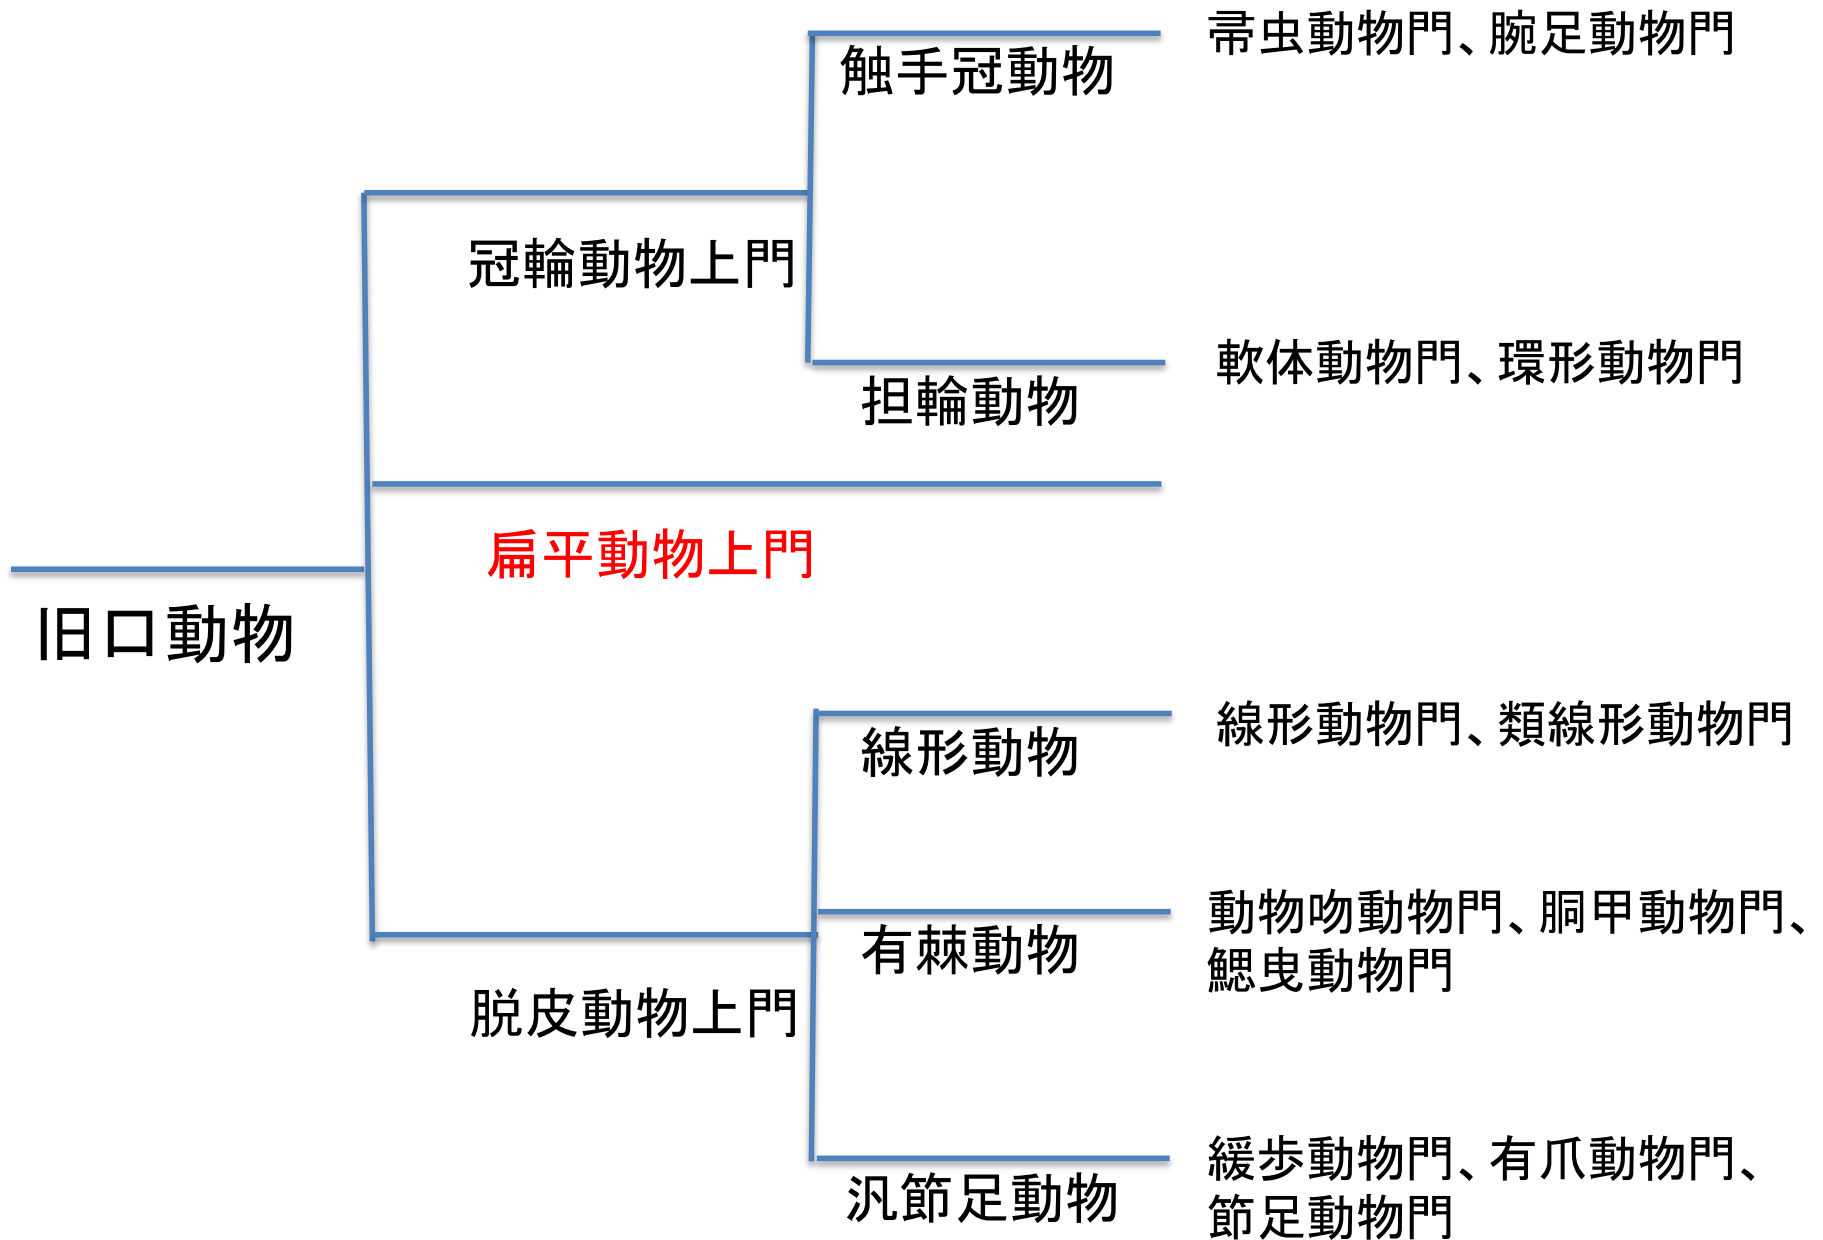 帚虫動物門、腕足動物門
触手冠動物
冠輪動物上門
軟体動物門、環形動物門
担輪動物
扁平動物上門
旧口動物
線形動物門、類線形動物門
線形動物
動物吻動物門、胴甲動物門、
鰓曳動物門
有棘動物
脱皮動物上門
緩歩動物門、有爪動物門、
節足動物門
汎節足動物